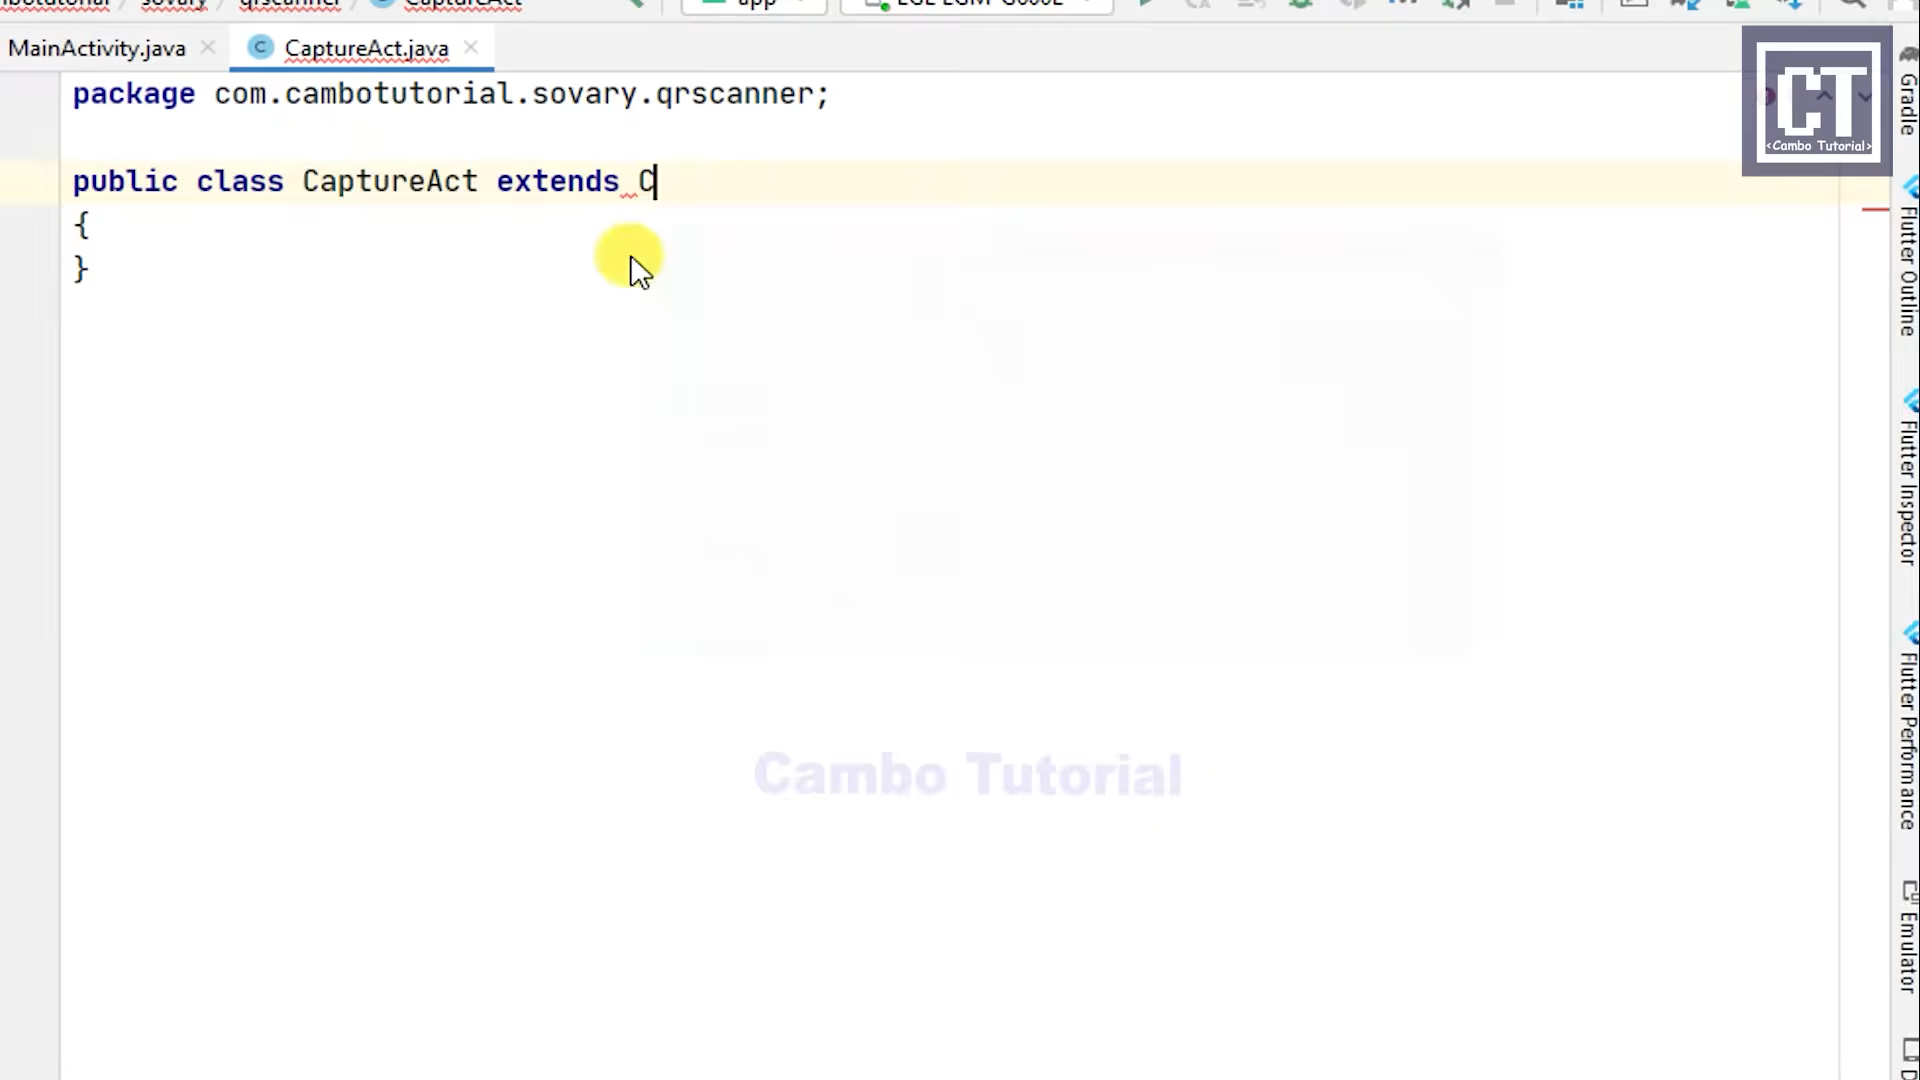 MainActivity.java
CaptureAct.java
package com.cambotutorial.sovary.qrscanner;
public class CaptureAct extends C
{
}
CT
<Cambo Tutorial>
Cambo Tutorial
Gradle
Flutter Outline
Flutter Inspector
Flutter Performance
Emulator